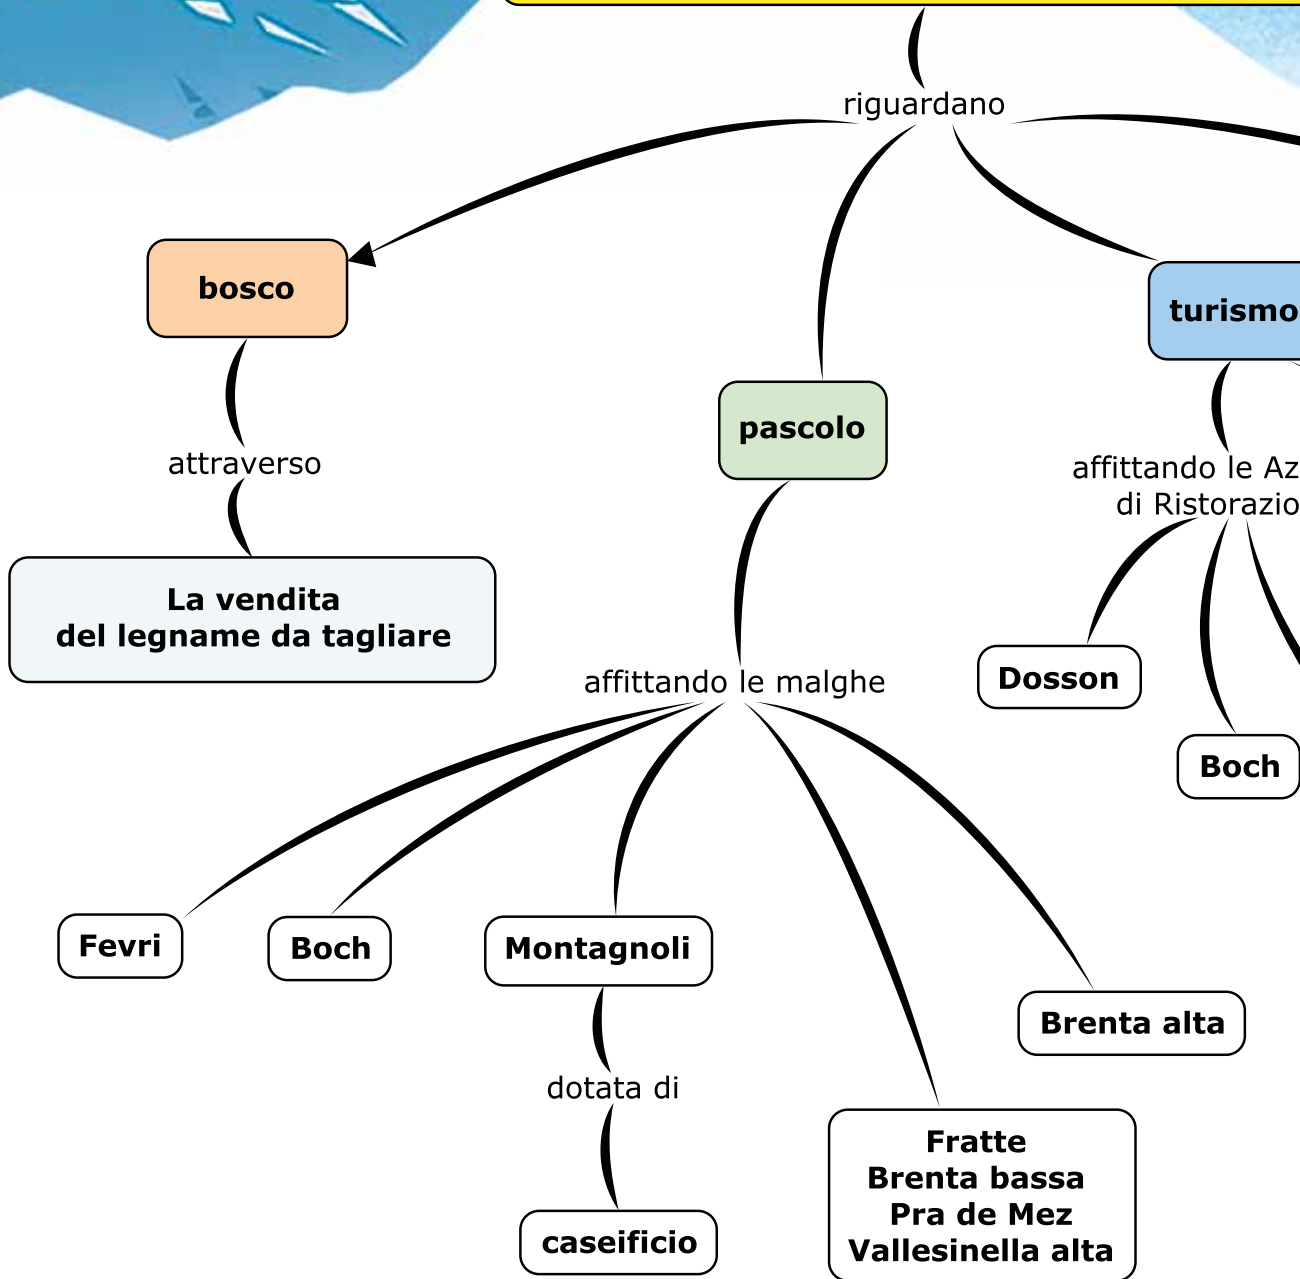 riguardano
bosco
turismo
pascolo
attraverso
affittando le Az
di Ristorazio
La vendita
del legname da tagliare
Dosson
affittando le malghe
Boch
Fevri
Boch
Montagnoli
Brenta alta
dotata di
Fratte
Brenta bassa
Pra de Mez
Vallesinella alta
caseificio